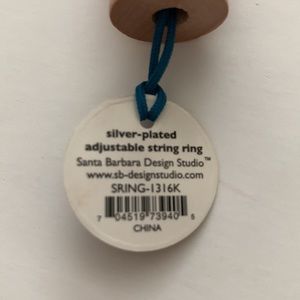 silver-plated
adjustable string ring
Santa Barbara Design Studio™
www.sb-designstudio.com
SRING-1316K
7 04519 73940 5
CHINA